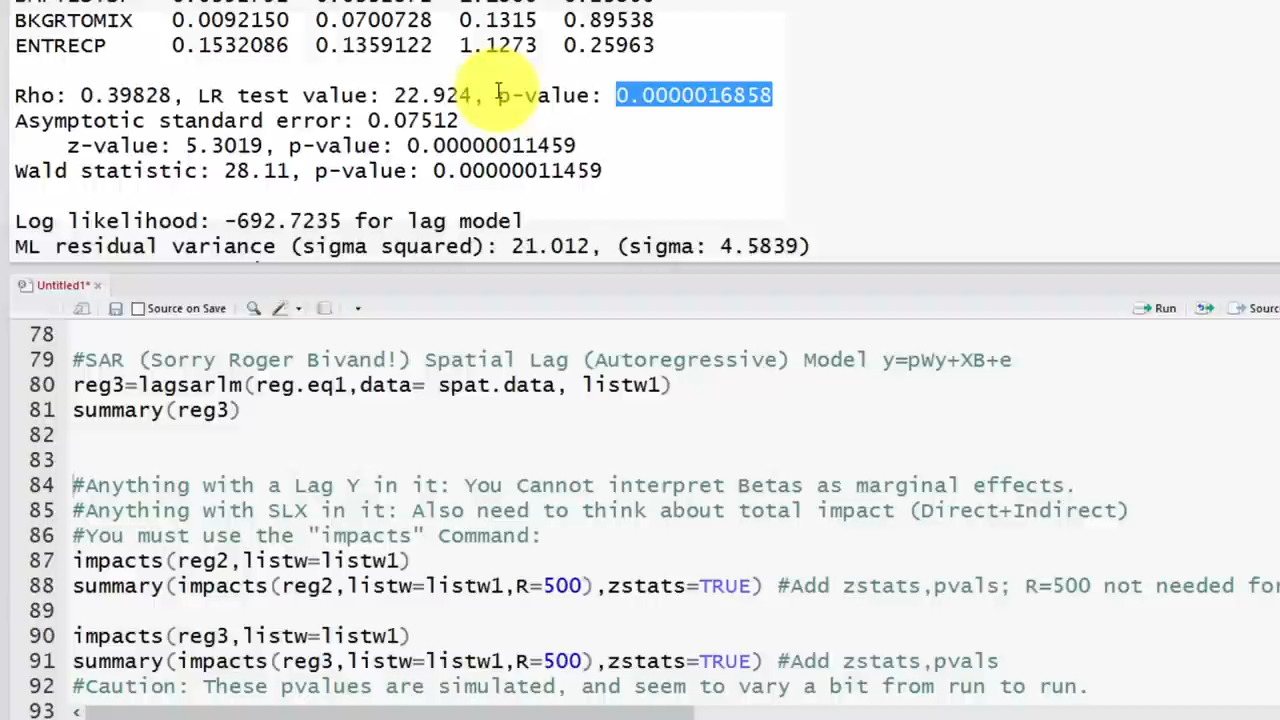 BKGRTOMIX 0.0092150 0.0700728 0.1315 0.89538
ENTRECP 0.1532086 0.1359122 1.1273 0.25963
Rho: 0.39828, LR test value: 22.924, p-value: 0.0000016858
Asymptotic standard error: 0.07512
z-value: 5.3019, p-value: 0.00000011459
Wald statistic: 28.11, p-value: 0.00000011459
Log likelihood: -692.7235 for lag model
ML residual variance (sigma squared): 21.012, (sigma: 4.5839)
Untitled1*
Source on Save Run Sourc
78
79 #SAR (Sorry Roger Bivand!) Spatial Lag (Autoregressive) Model y=pWy+XB+e
80 reg3=lagsarlm(reg.eq1,data= spat.data, listw1)
81 summary(reg3)
82
83
84 #Anything with a Lag Y in it: You Cannot interpret Betas as marginal effects.
85 #Anything with SLX in it: Also need to think about total impact (Direct+Indirect)
86 #You must use the "impacts" Command:
87 impacts(reg2,listw=listw1)
88 summary(impacts(reg2,listw=listw1,R=500),zstats=TRUE) #Add zstats,pvals; R=500 not needed for
89
90 impacts(reg3,listw=listw1)
91 summary(impacts(reg3,listw=listw1,R=500),zstats=TRUE) #Add zstats,pvals
92 #Caution: These pvalues are simulated, and seem to vary a bit from run to run.
93